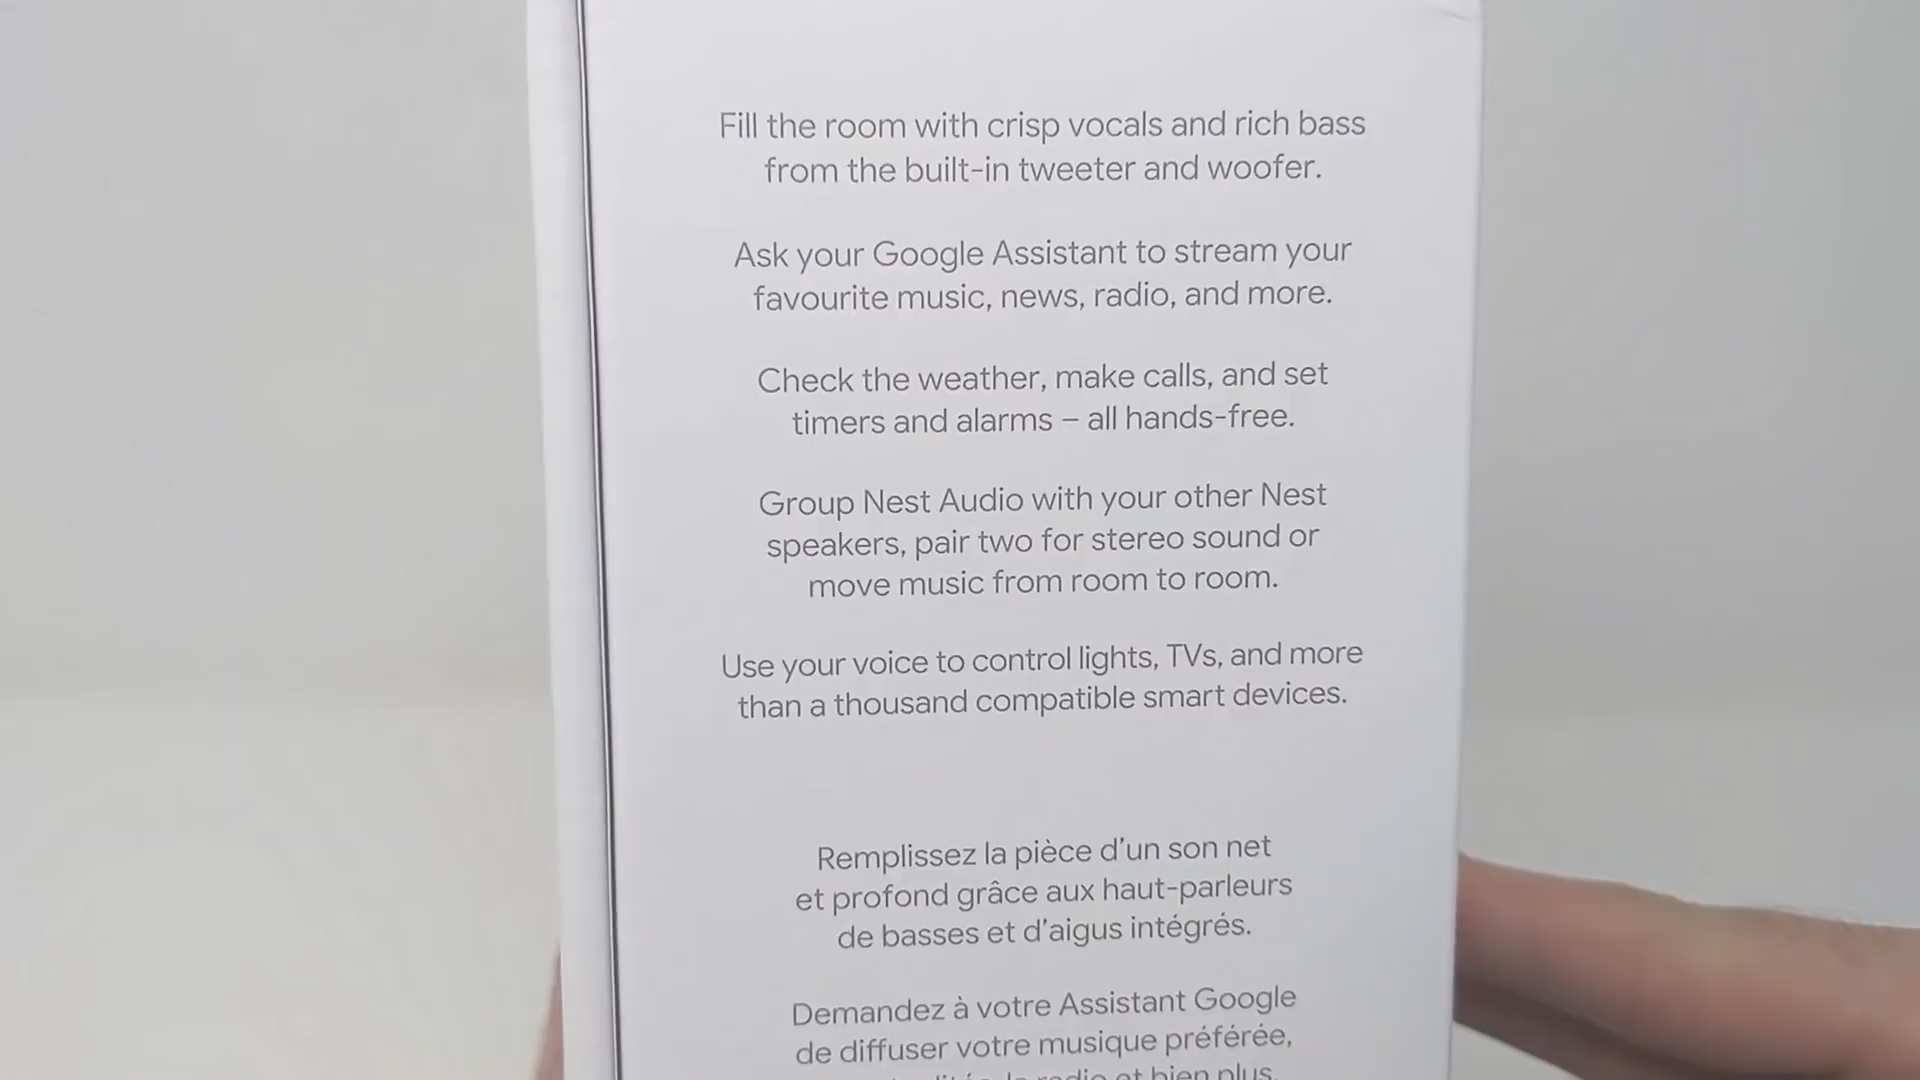 Fill the room with crisp vocals and rich bass
from the built-in tweeter and woofer.
Ask your Google Assistant to stream your
favourite music, news, radio, and more.
Check the weather, make calls, and set
timers and alarms – all hands-free.
Group Nest Audio with your other Nest
speakers, pair two for stereo sound or
move music from room to room.
Use your voice to control lights, TVs, and more
than a thousand compatible smart devices.
Remplissez la pièce d'un son net
et profond grâce aux haut-parleurs
de basses et d'aigus intégrés.
Demandez à votre Assistant Google
de diffuser votre musique préférée,
la radio et bien plus.